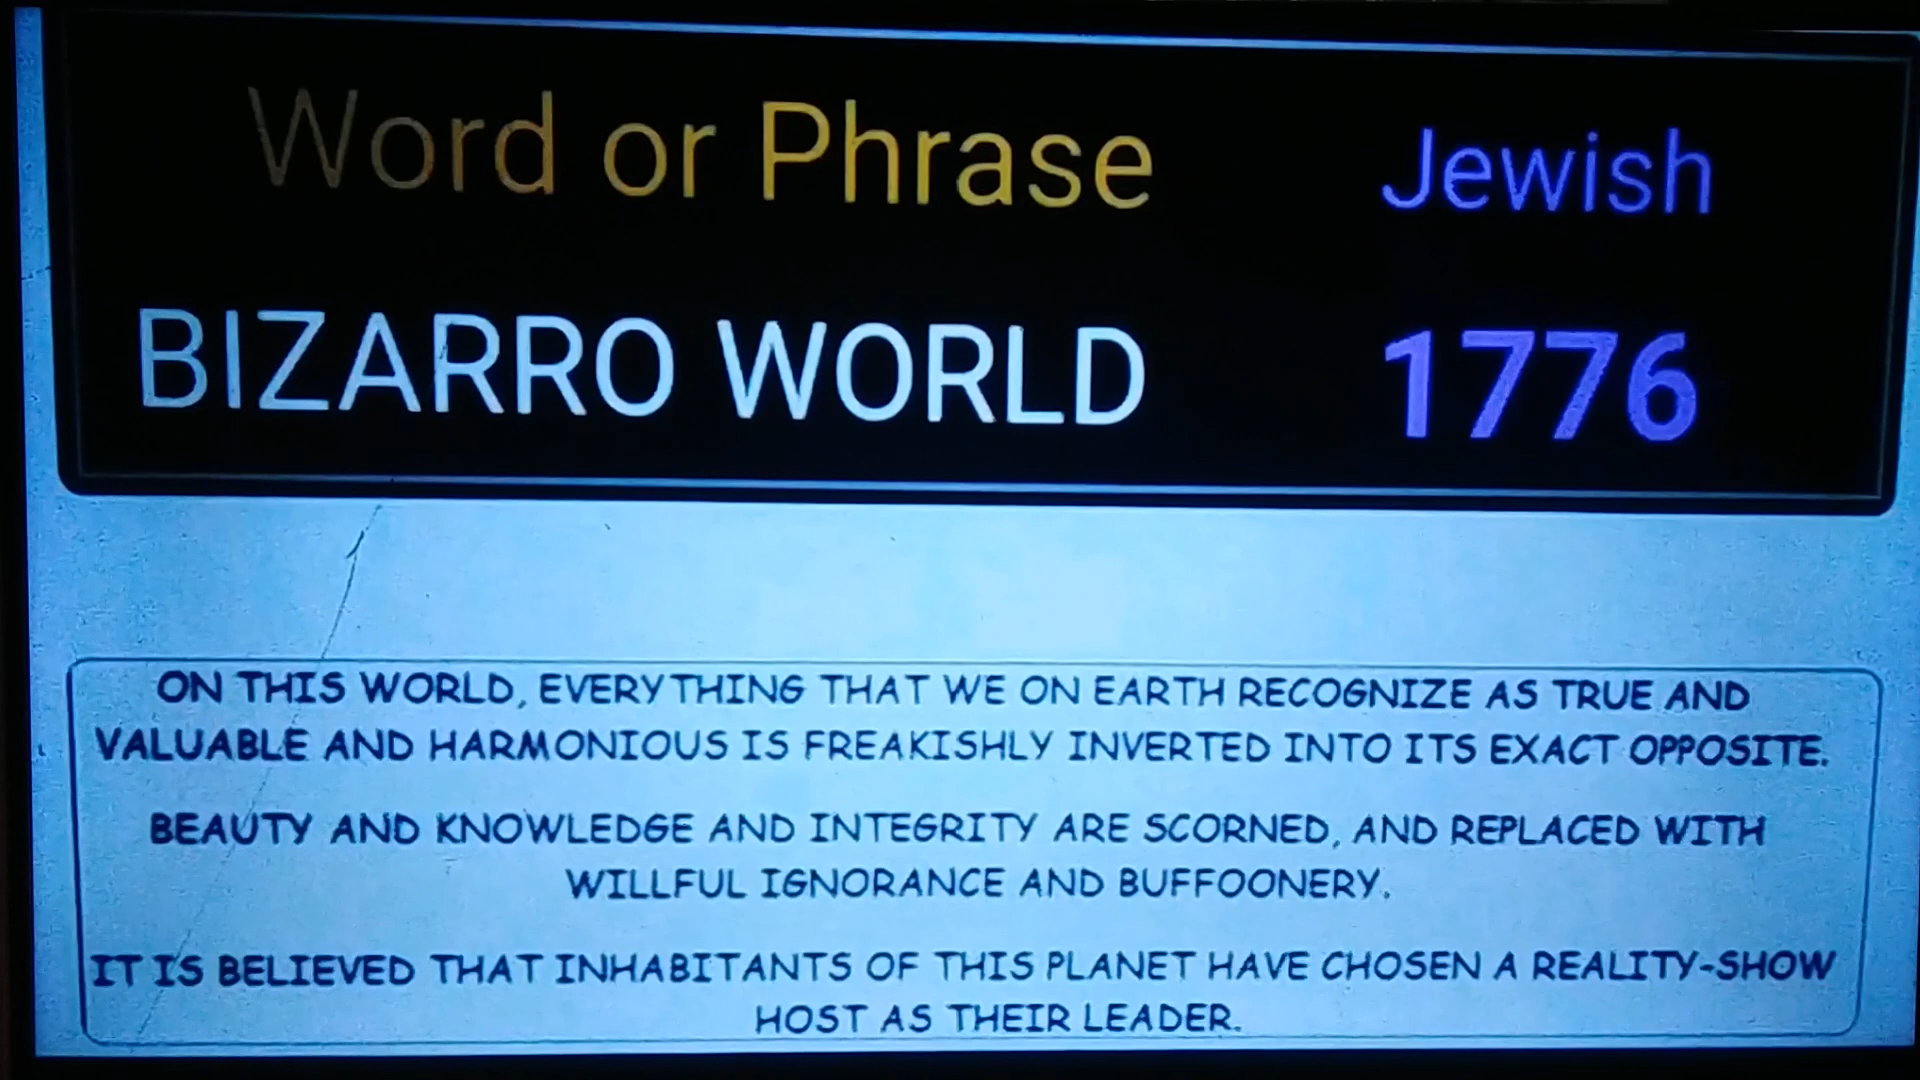 Word or Phrase Jewish
BIZARRO WORLD 1776
ON THIS WORLD, EVERYTHING THAT WE ON EARTH RECOGNIZE AS TRUE AND
VALUABLE AND HARMONIOUS IS FREAKISHLY INVERTED INTO ITS EXACT OPPOSITE.
BEAUTY AND KNOWLEDGE AND INTEGRITY ARE SCORNED, AND REPLACED WITH
WILLFUL IGNORANCE AND BUFFOONERY.
IT IS BELIEVED THAT INHABITANTS OF THIS PLANET HAVE CHOSEN A REALITY-SHOW
HOST AS THEIR LEADER.